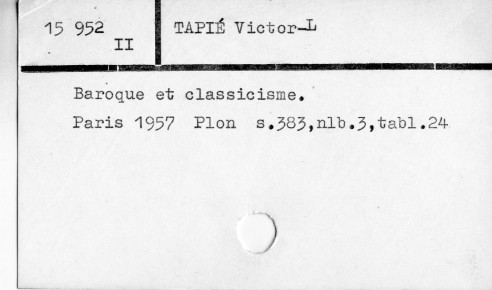 15 952
II
TAPIÉ Victor-L
Baroque et classicisme.
Paris 1957 Plon s.383,nlb.3,tabl.24